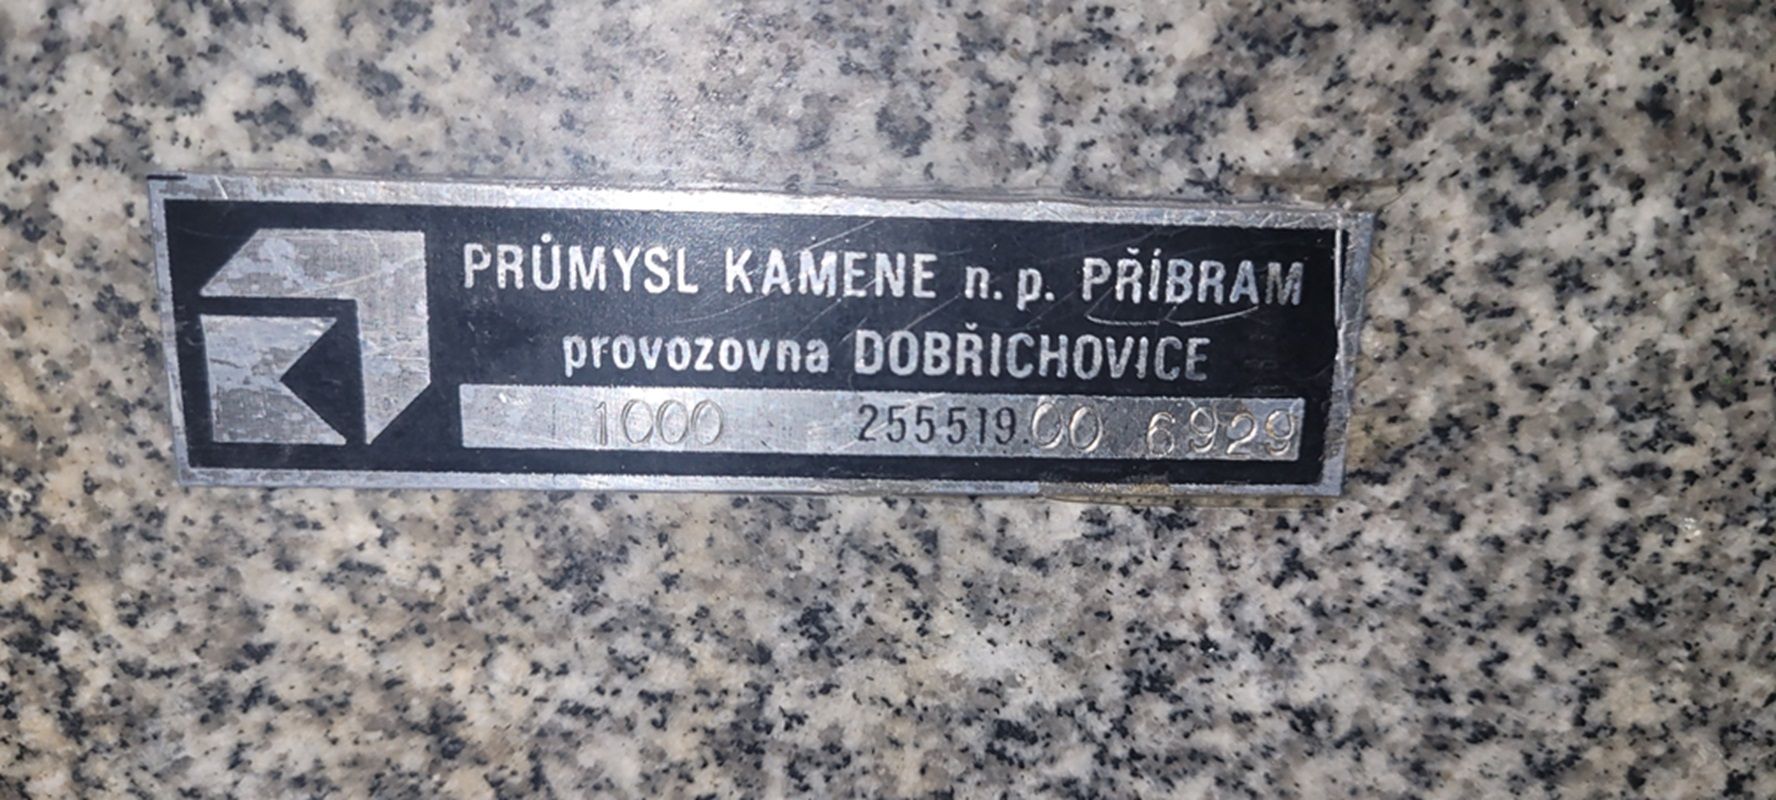 PRŮMYSL KAMENE n.p. PŘÍBRAM
provozovna DOBŘICHOVICE
1000 255519.00 6929